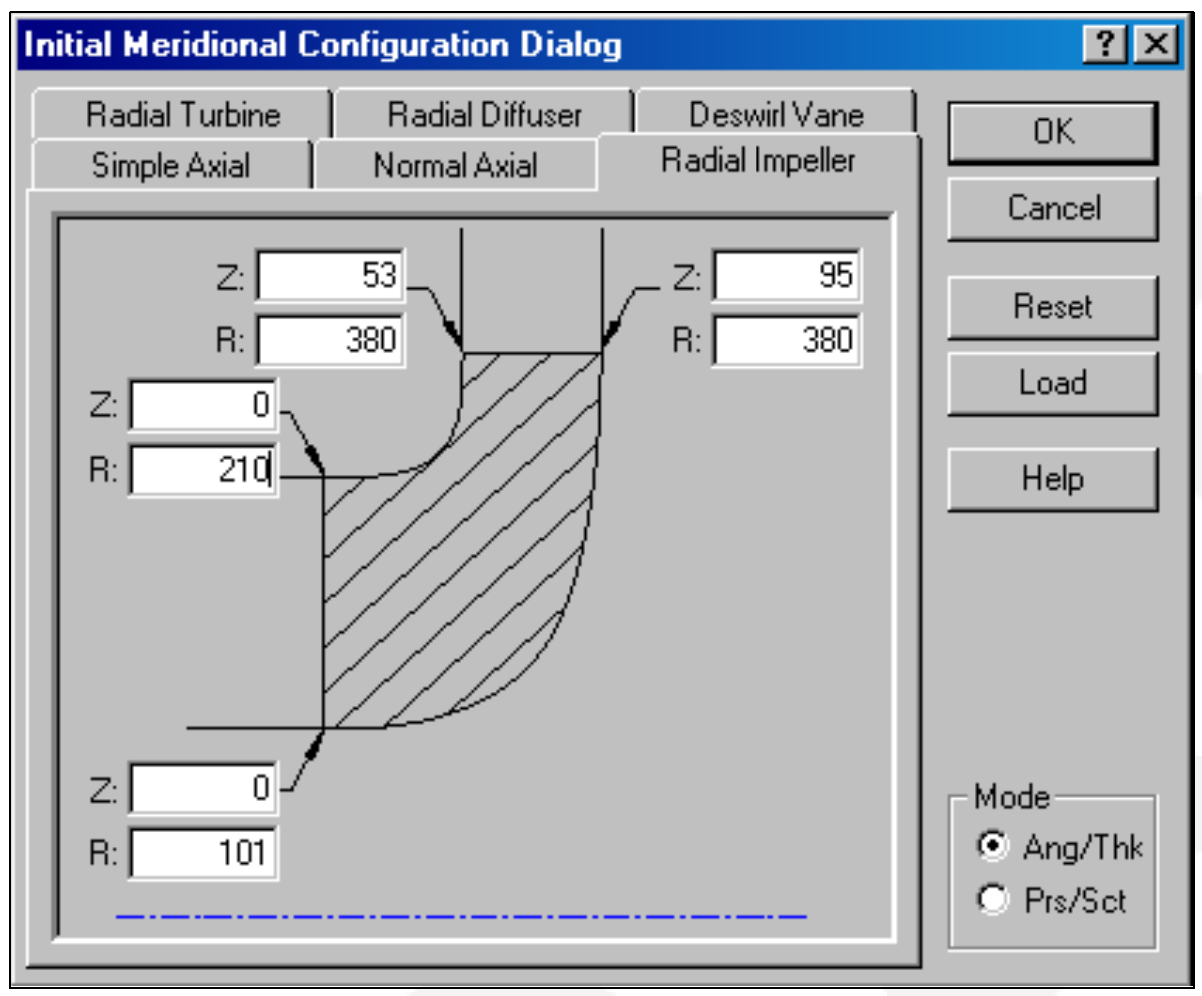 Initial Meridional Configuration Dialog
? X
Radial Turbine Radial Diffuser Deswirl Vane
Simple Axial Normal Axial Radial Impeller
OK
Cancel
Reset
Load
Help
Z: 53 Z: 95
R: 380 R: 380
Z: 0
R: 210
Z: 0
R: 101
Mode
Ang/Thk
Prs/Sct